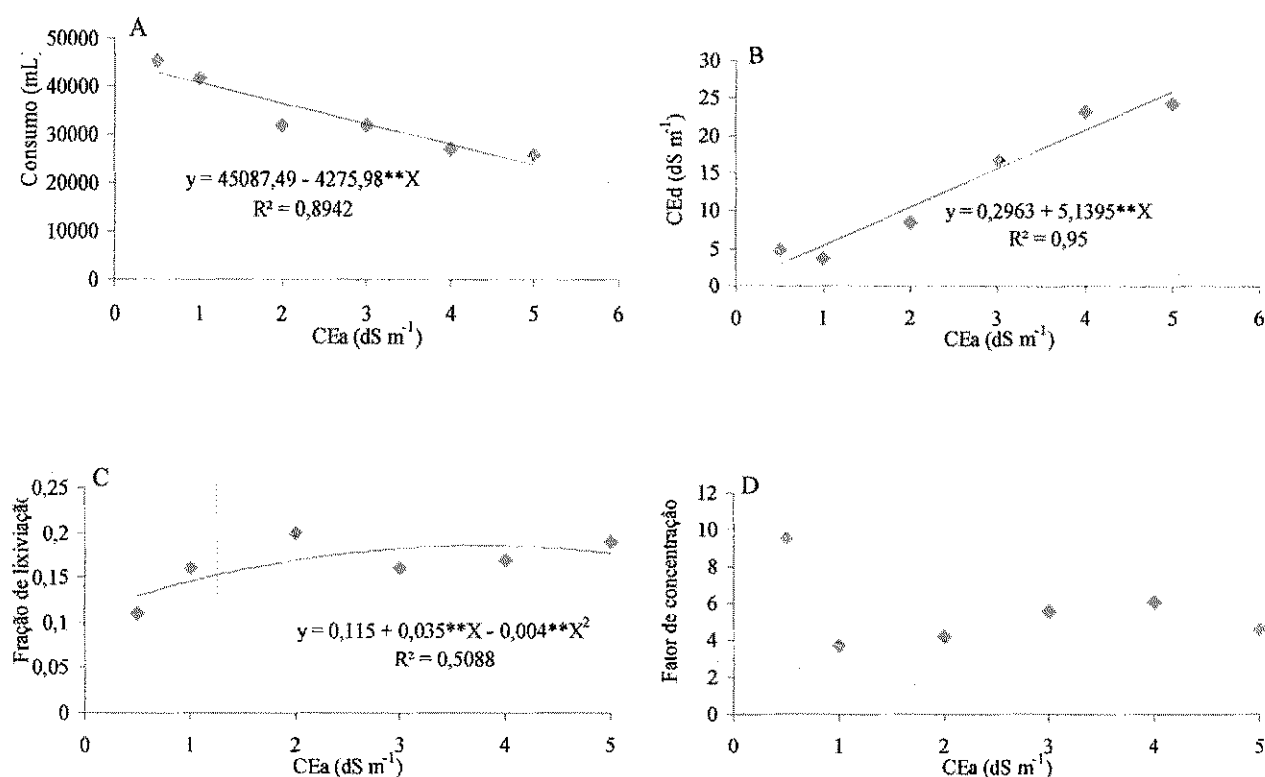 A
Consumo (mL)
50000
40000
30000
20000
10000
0
y = 45087,49 - 4275,98**X
R² = 0,8942
0 1 2 3 4 5 6
CEa (dS m⁻¹)
B
CEd (dS m⁻¹)
30
25
20
15
10
5
0
y = 0,2963 + 5,1395**X
R² = 0,95
0 1 2 3 4 5 6
CEa (dS m⁻¹)
C
Fração de lixiviação
0,25
0,2
0,15
0,1
0,05
0
y = 0,115 + 0,035**X - 0,004**X²
R² = 0,5088
0 1 2 3 4 5
CEa (dS m⁻¹)
D
Fator de concentração
12
10
8
6
4
2
0
0 1 2 3 4 5
CEa (dS m⁻¹)